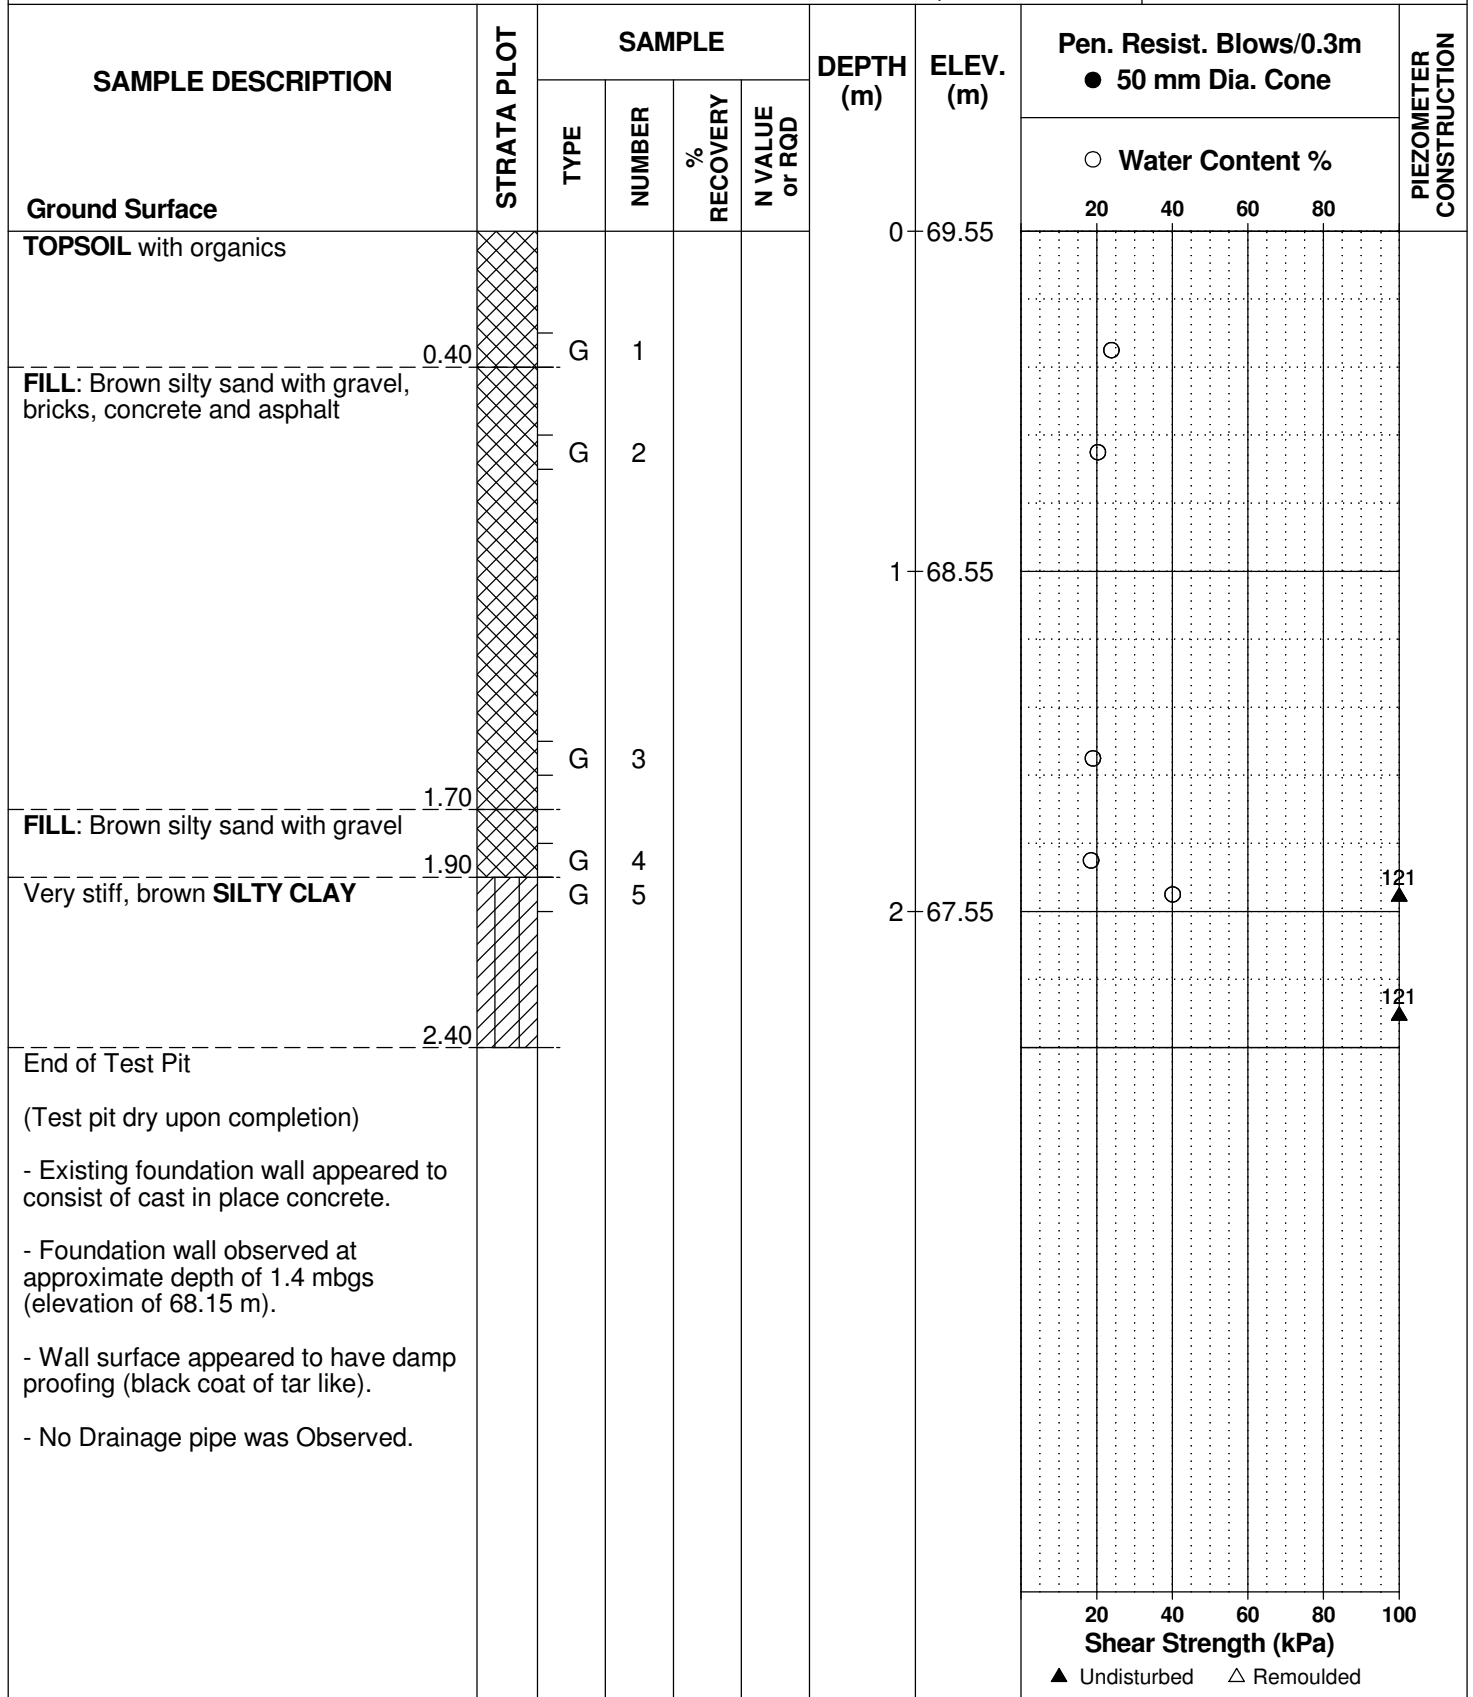 SAMPLE DESCRIPTION
STRATA PLOT
SAMPLE
TYPE
NUMBER
%
RECOVERY
N VALUE
or RQD
DEPTH
(m)
ELEV.
(m)
Pen. Resist. Blows/0.3m
● 50 mm Dia. Cone
○ Water Content %
20 40 60 80
PIEZOMETER
CONSTRUCTION
Ground Surface
0 69.55
TOPSOIL with organics
0.40
G 1
FILL: Brown silty sand with gravel,
bricks, concrete and asphalt
G 2
1 68.55
G 3
1.70
FILL: Brown silty sand with gravel
1.90
G 4
121
Very stiff, brown SILTY CLAY
G 5
2 67.55
121
2.40
End of Test Pit
(Test pit dry upon completion)
- Existing foundation wall appeared to
consist of cast in place concrete.
- Foundation wall observed at
approximate depth of 1.4 mbgs
(elevation of 68.15 m).
- Wall surface appeared to have damp
proofing (black coat of tar like).
- No Drainage pipe was Observed.
20 40 60 80 100
Shear Strength (kPa)
▲ Undisturbed △ Remoulded